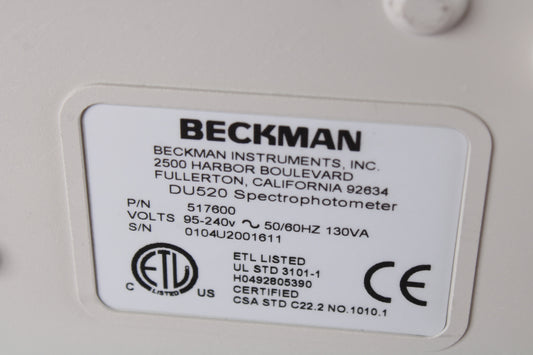 BECKMAN
BECKMAN INSTRUMENTS, INC.
2500 HARBOR BOULEVARD
FULLERTON, CALIFORNIA 92634
DU520 Spectrophotometer
P/N 517600
VOLTS 95-240v ~ 50/60HZ 130VA
S/N 0104U2001611
ETL LISTED
C US
ETL LISTED
UL STD 3101-1
H0492805390
CERTIFIED
CSA STD C22.2 NO.1010.1
CE